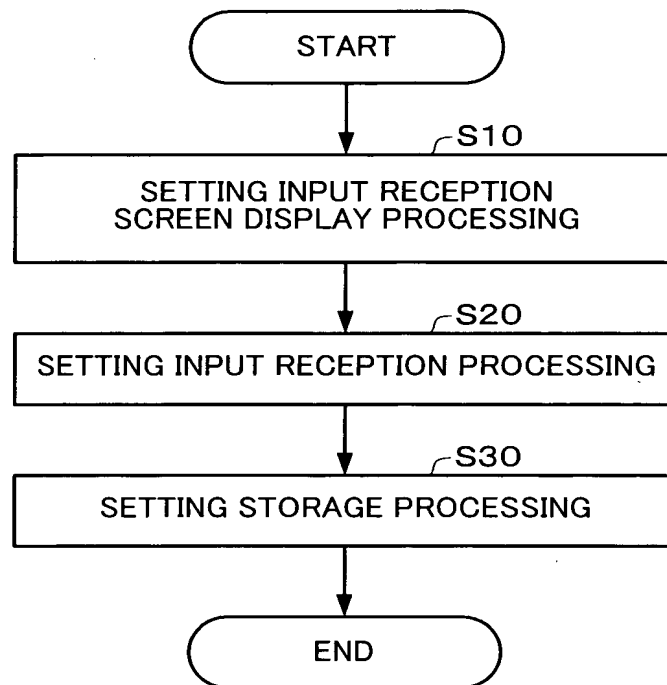 START
S10
SETTING INPUT RECEPTION
SCREEN DISPLAY PROCESSING
S20
SETTING INPUT RECEPTION PROCESSING
S30
SETTING STORAGE PROCESSING
END